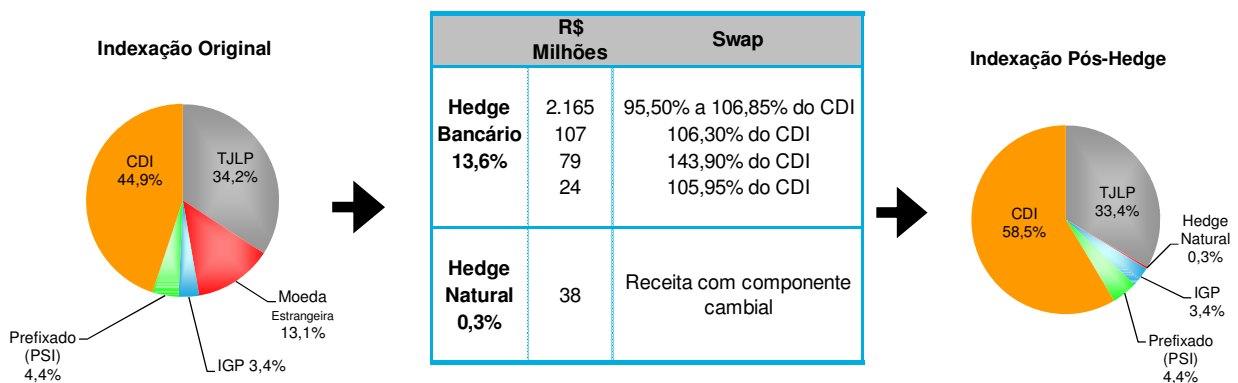 Indexação Original
CDI
44,9%
TJLP
34,2%
Moeda
Estrangeira
13,1%
IGP 3,4%
Prefixado
(PSI)
4,4%
R$
Milhões
Swap
Hedge
Bancário
13,6%
2.165
95,50% a 106,85% do CDI
107
106,30% do CDI
79
143,90% do CDI
24
105,95% do CDI
Hedge
Natural
0,3%
38
Receita com componente
cambial
Indexação Pós-Hedge
CDI
58,5%
TJLP
33,4%
Hedge
Natural
0,3%
IGP
3,4%
Prefixado
(PSI)
4,4%